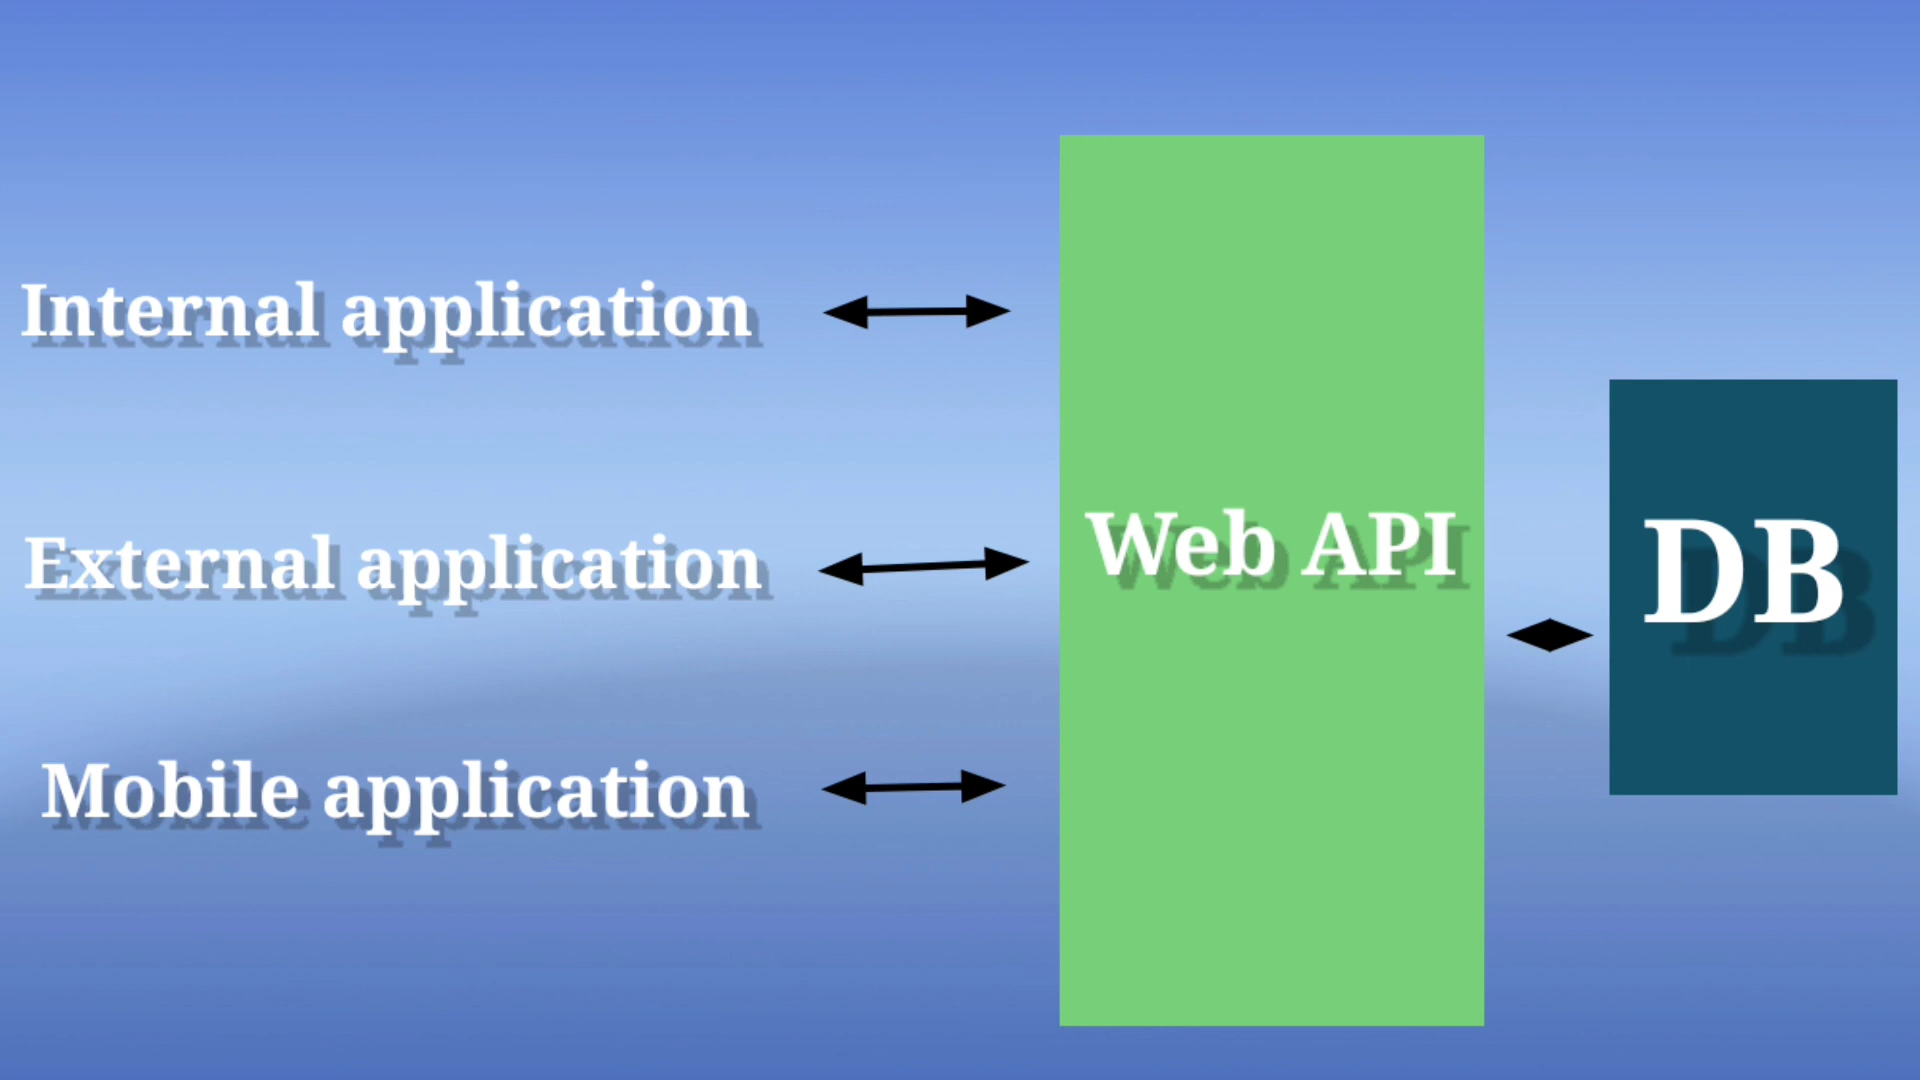 Internal application
External application
Mobile application
Web API
DB